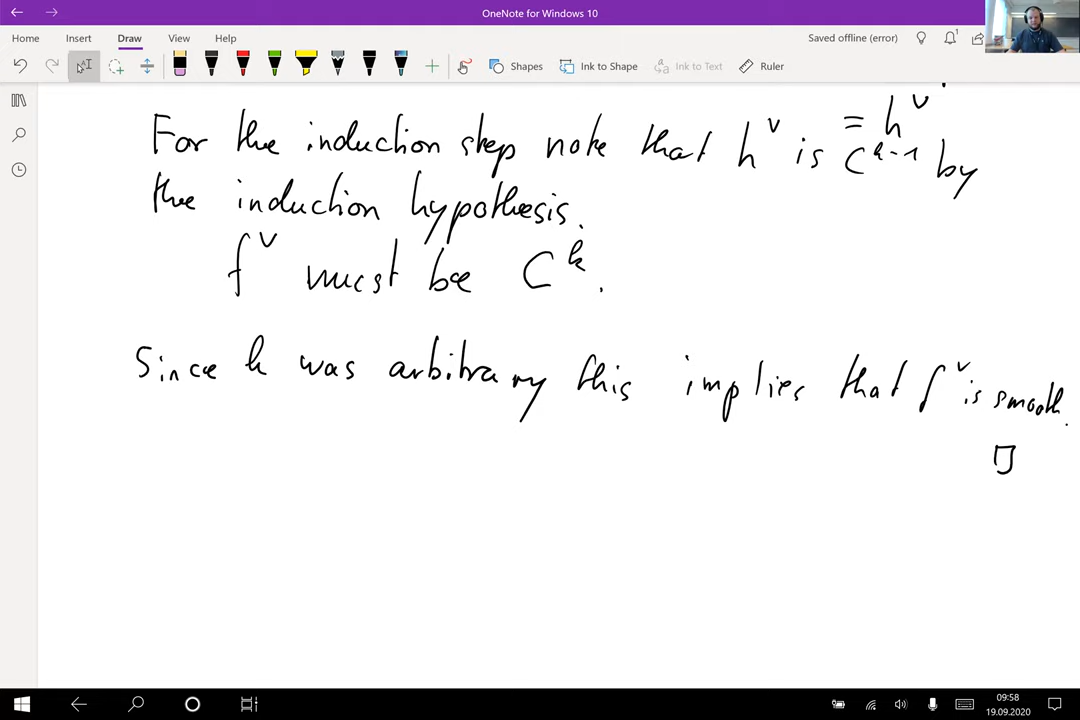 OneNote for Windows 10
Home Insert Draw View Help Saved offline (error)
Shapes Ink to Shape Ink to Text Ruler
= h^∨
For the induction step note that h^∨ is C^{k-1} by
the induction hypothesis.
f^∨ must be C^k.
Since k was arbitrary this implies that f^∨ is smooth.
□
09:58
19.09.2020